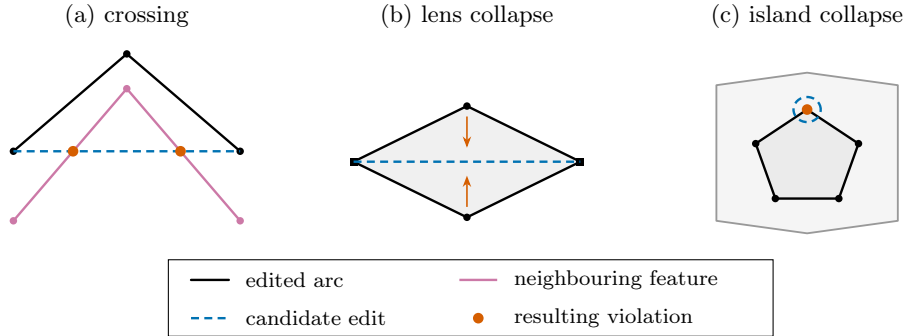 (a) crossing
(b) lens collapse
(c) island collapse
edited arc
neighbouring feature
candidate edit
resulting violation